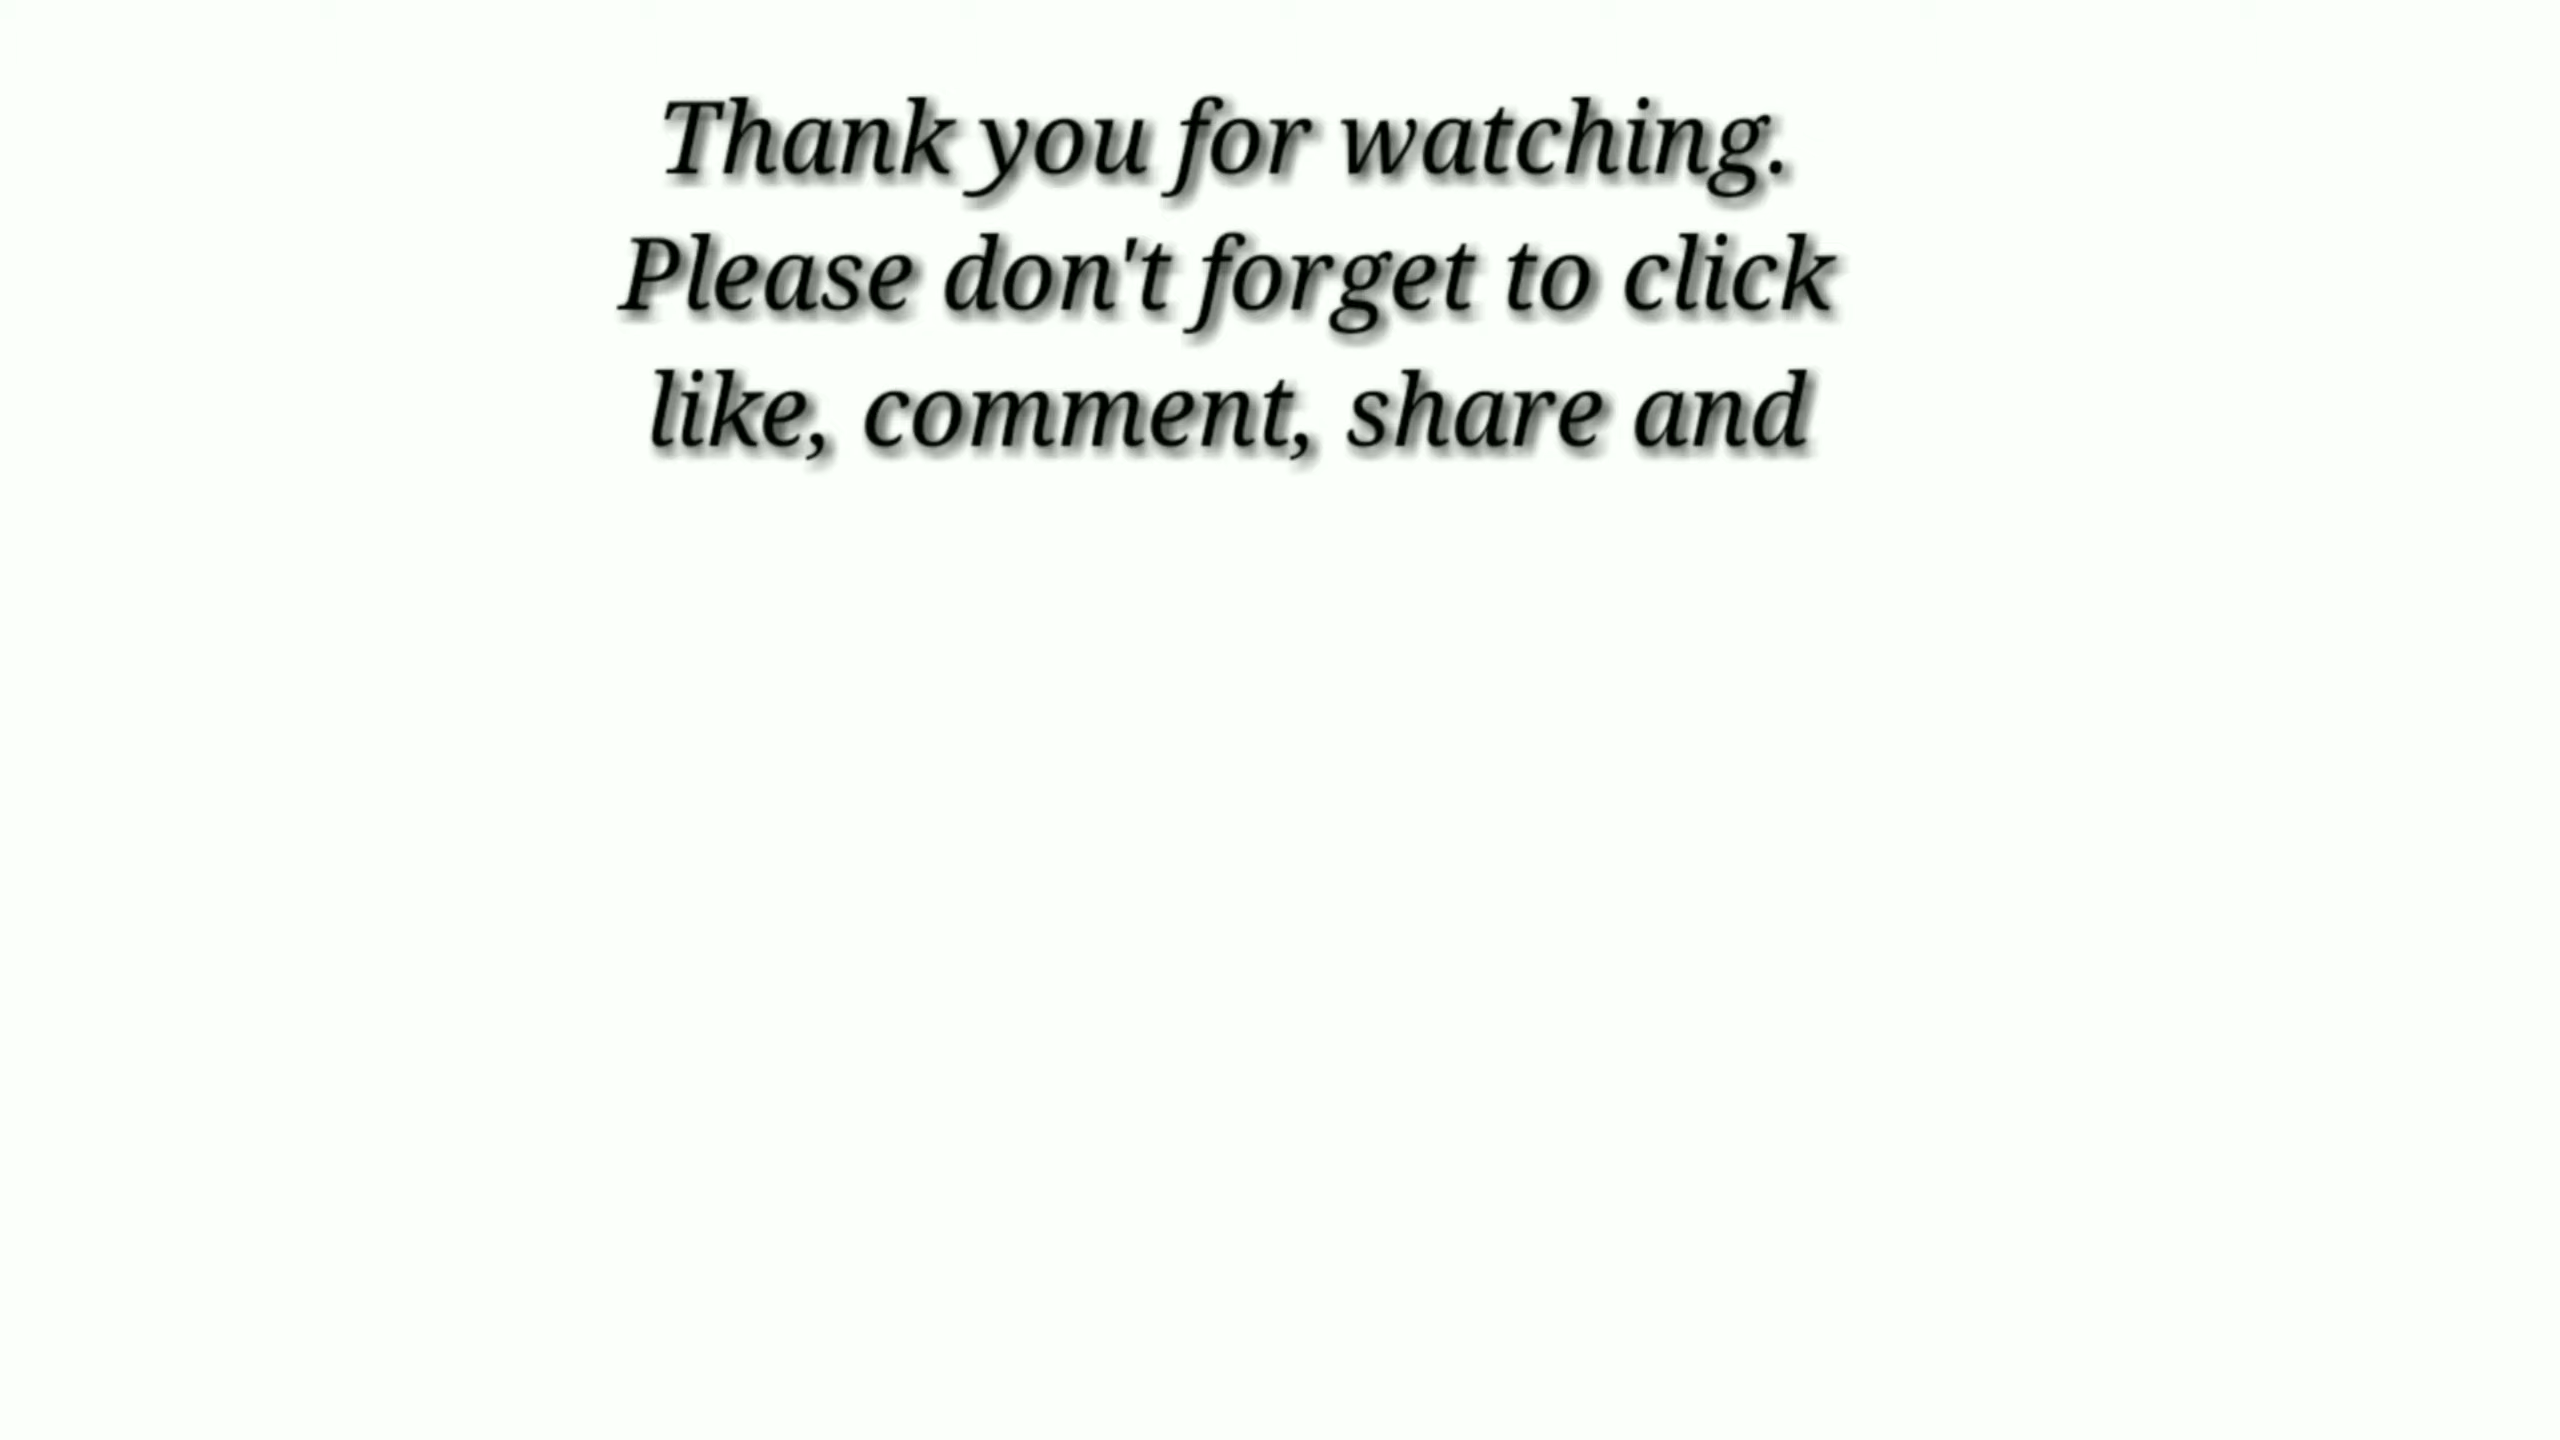 Thank you for watching.
Please don't forget to click
like, comment, share and